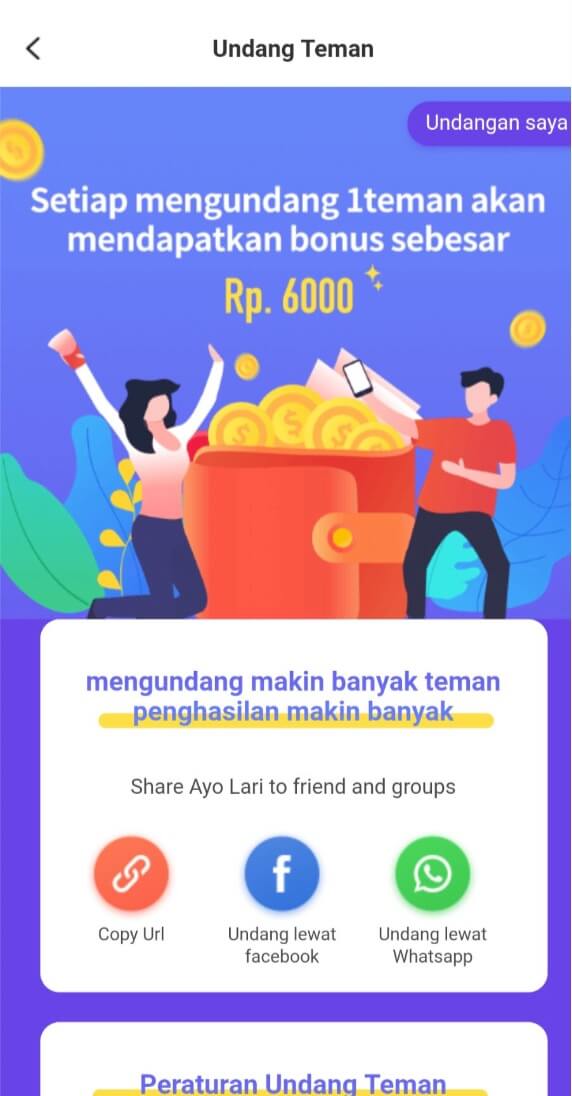 Undang Teman
Undangan saya
Setiap mengundang 1teman akan
mendapatkan bonus sebesar
Rp. 6000
mengundang makin banyak teman
penghasilan makin banyak
Share Ayo Lari to friend and groups
Copy Url
Undang lewat
facebook
Undang lewat
Whatsapp
Peraturan Undang Teman